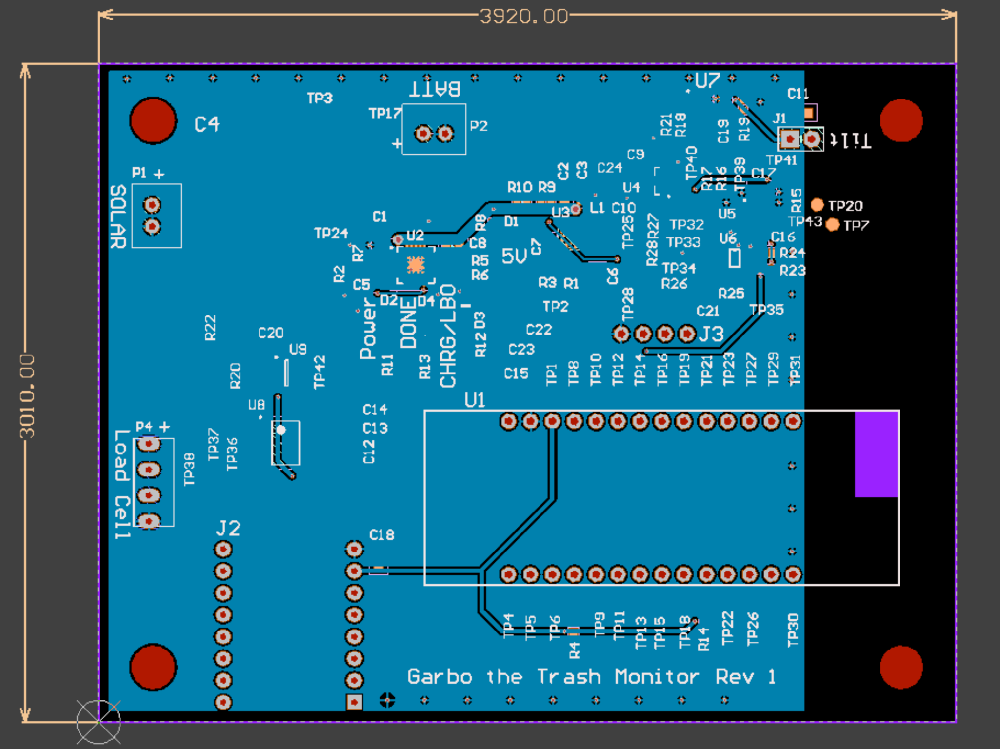 3920.00
3010.00
U7
BATT
TP3
C11
TP17
C4
P2
+
R21
R18
C19
R19
J1
Tilt
C9
TP40
TP41
P1 +
C2
C3
C24
TP39
C17
R17
R16
R10 R9
U4
SOLAR
R15
TP20
L1 C10
U3
U5
C1
R8
D1
TP43
TP7
TP24
U2
TP25
R27
TP32
U6
C16
C8
C7
TP33
R28
R24
R7
5V
R5
R6
R2
TP34
R23
C5
C6
R3 R1
R26
D2
D4
R25
Power
DONE
CHRG/LBO
TP2
TP28
C21
TP35
R22
D3
C20
C22
J3
R12
U9
C23
R20
TP42
R11
R13
C15
TP1
TP8
TP10
TP12
TP14
TP16
TP19
TP21
TP23
TP27
TP29
TP31
U1
U8
C14
P4 +
C13
Load Cell
TP37
TP36
C12
TP38
J2
C18
TP4
TP5
TP6
TP9
TP11
TP13
TP15
TP18
R14
TP22
TP26
TP30
R4
Garbo the Trash Monitor Rev 1